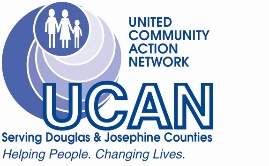 UNITED
COMMUNITY
ACTION
NETWORK
UCAN
Serving Douglas & Josephine Counties
Helping People. Changing Lives.